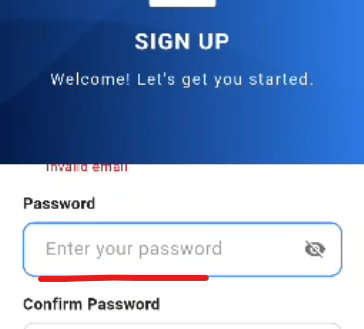 SIGN UP
Welcome! Let's get you started.
Invalid email
Password
Enter your password
Confirm Password